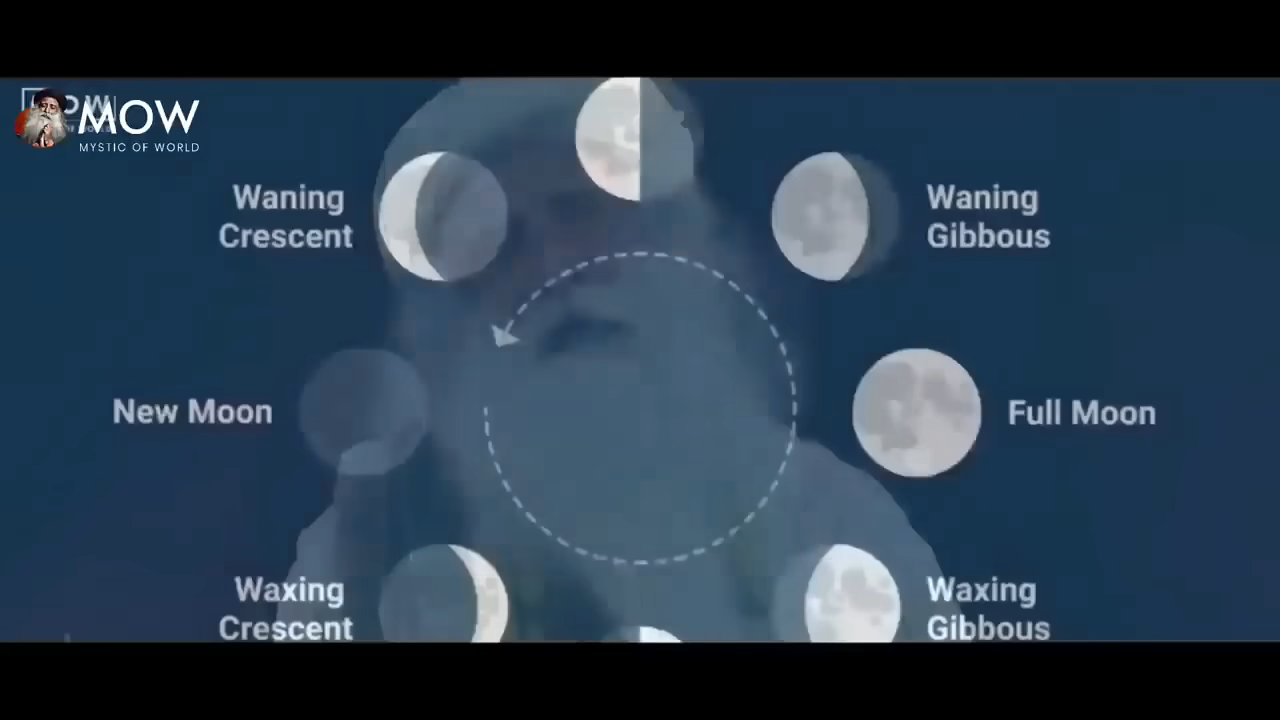 MOW
MYSTIC OF WORLD
Waning
Crescent
Waning
Gibbous
New Moon
Full Moon
Waxing
Crescent
Waxing
Gibbous